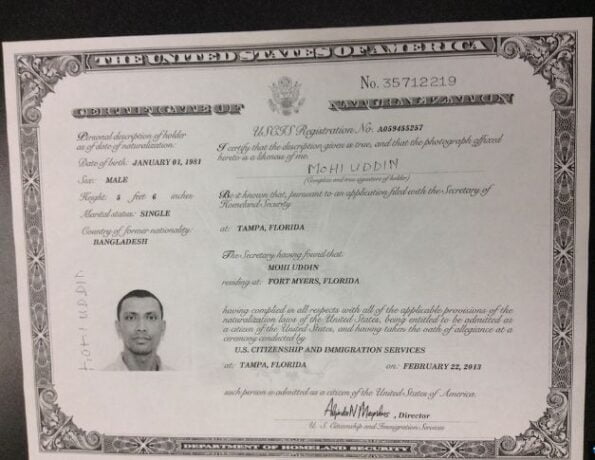 THE UNITED STATES OF AMERICA
No. 35712219
CERTIFICATE OF NATURALIZATION
Personal description of holder
as of date of naturalization:
Date of birth: JANUARY 01, 1981
Sex: MALE
Height: 5 feet 6 inches
Marital status: SINGLE
Country of former nationality:
BANGLADESH
MOHI UDDIN
USCIS Registration No. A059455257
I certify that the description given is true, and that the photograph affixed
hereto is a likeness of me.
MOHI UDDIN
(Complete and true signature of holder)
Be it known that, pursuant to an application filed with the Secretary of
Homeland Security
at: TAMPA, FLORIDA
The Secretary having found that
MOHI UDDIN
residing at: FORT MYERS, FLORIDA
having complied in all respects with all of the applicable provisions of the
naturalization laws of the United States, being entitled to be admitted as
a citizen of the United States, and having taken the oath of allegiance at a
ceremony conducted by
U.S. CITIZENSHIP AND IMMIGRATION SERVICES
at: TAMPA, FLORIDA on: FEBRUARY 22, 2013
such person is admitted as a citizen of the United States of America.
, Director
U. S. Citizenship and Immigration Services
DEPARTMENT OF HOMELAND SECURITY